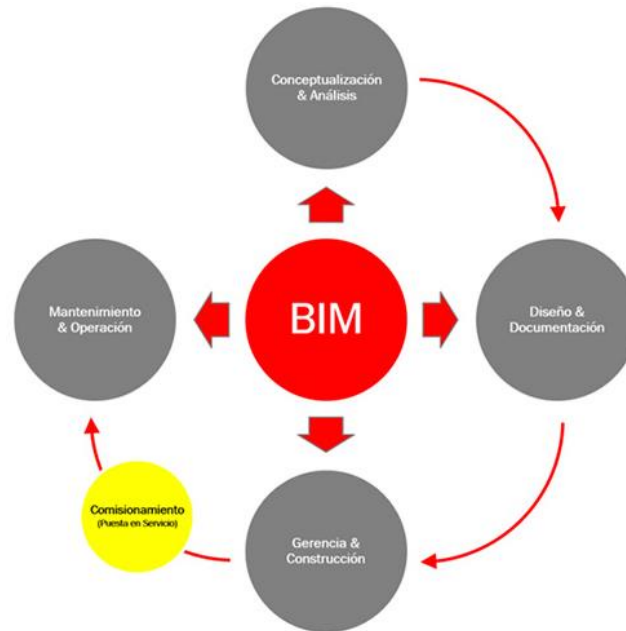 Conceptualización
& Análisis
BIM
Mantenimiento
& Operación
Diseño &
Documentación
Comisionamiento
(Puesta en Servicio)
Gerencia &
Construcción